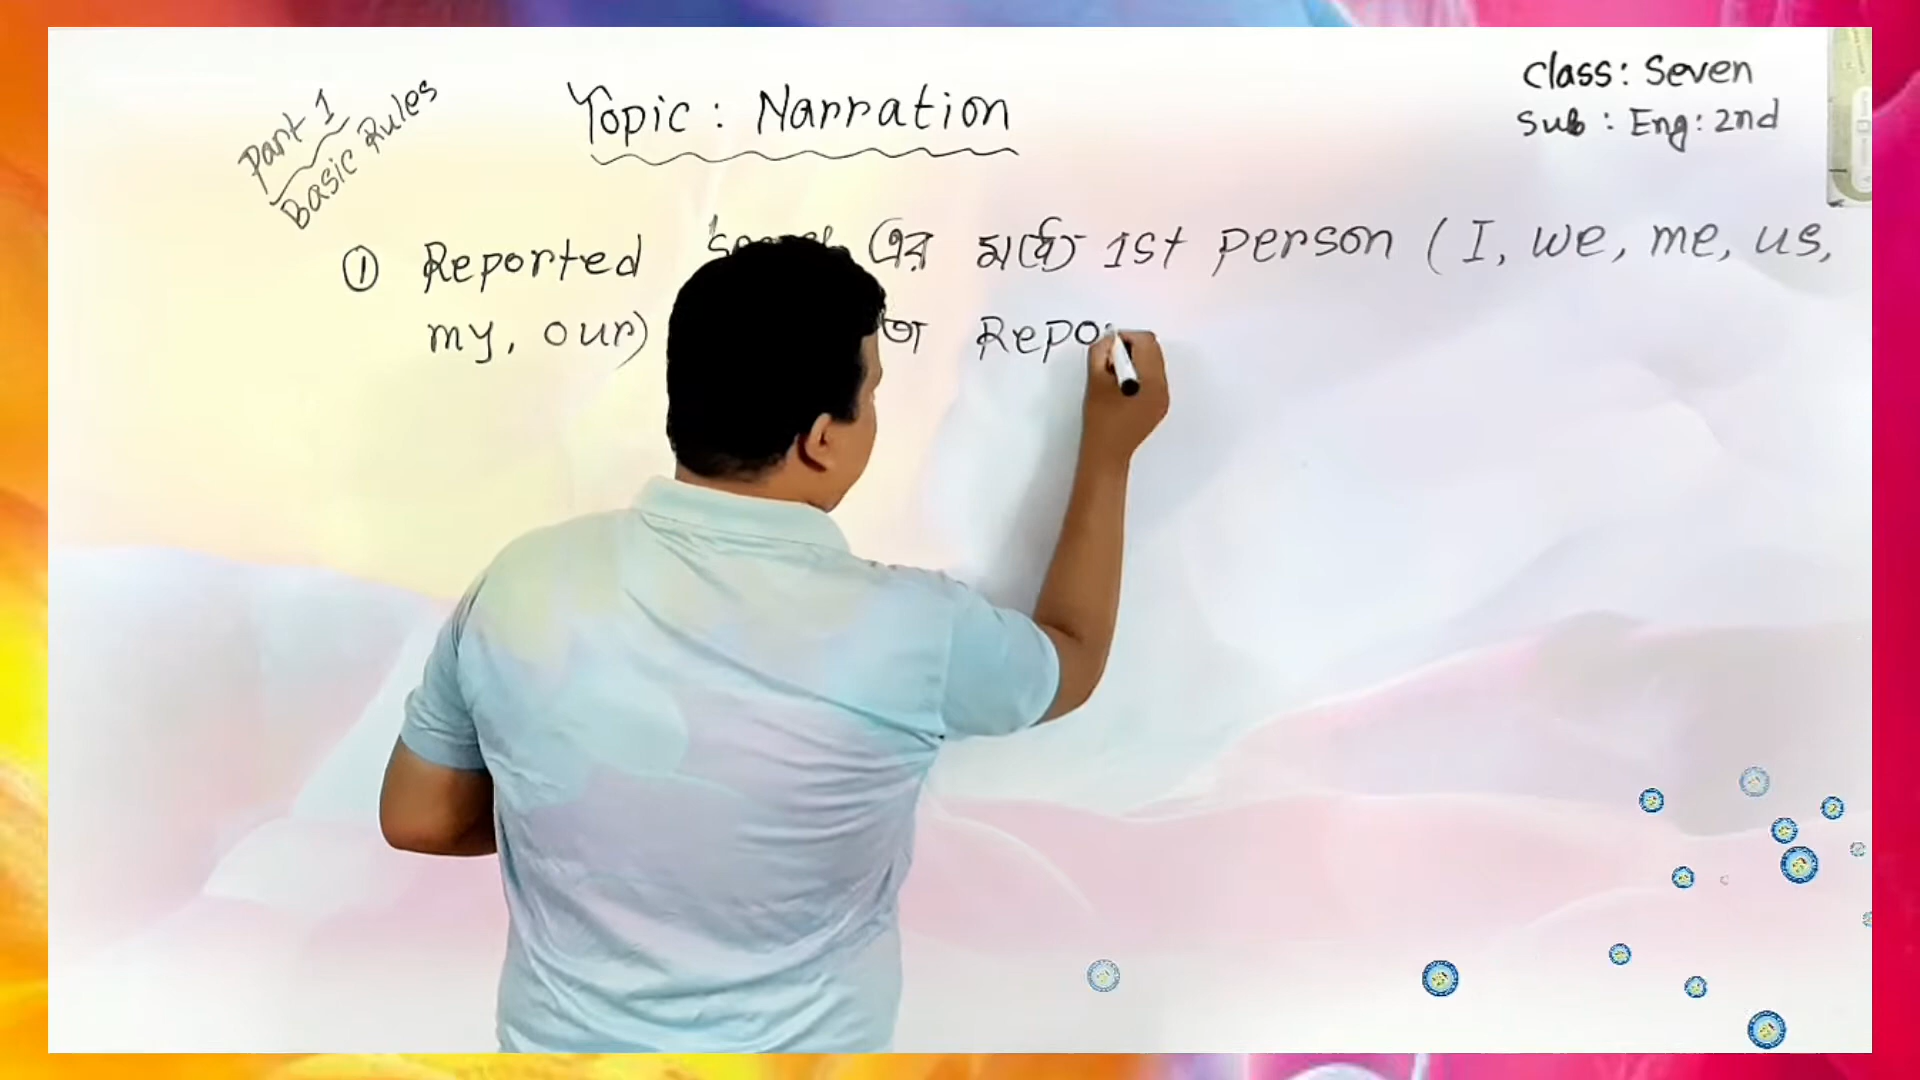 Part 1
Basic Rules
Topic : Narration
Class : Seven
Sub : Eng : 2nd
① Reported এর মধ্যে 1st person ( I, we, me, us,
my, our) Repo